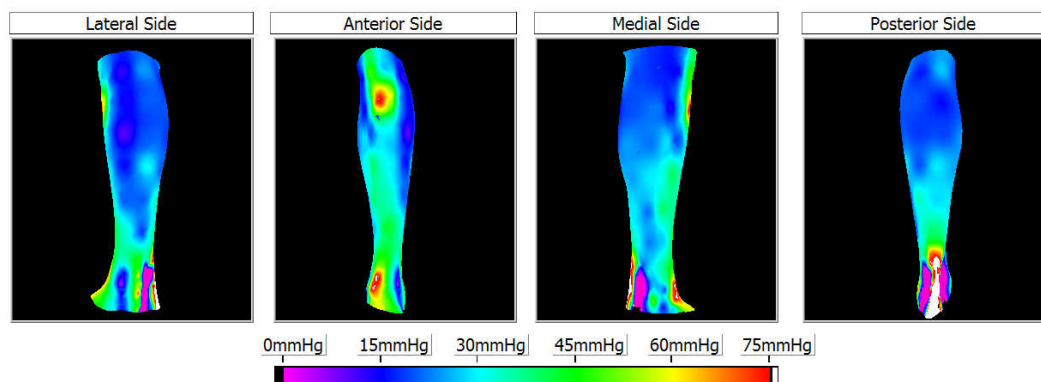 Lateral Side
Anterior Side
Medial Side
Posterior Side
0mmHg 15mmHg 30mmHg 45mmHg 60mmHg 75mmHg